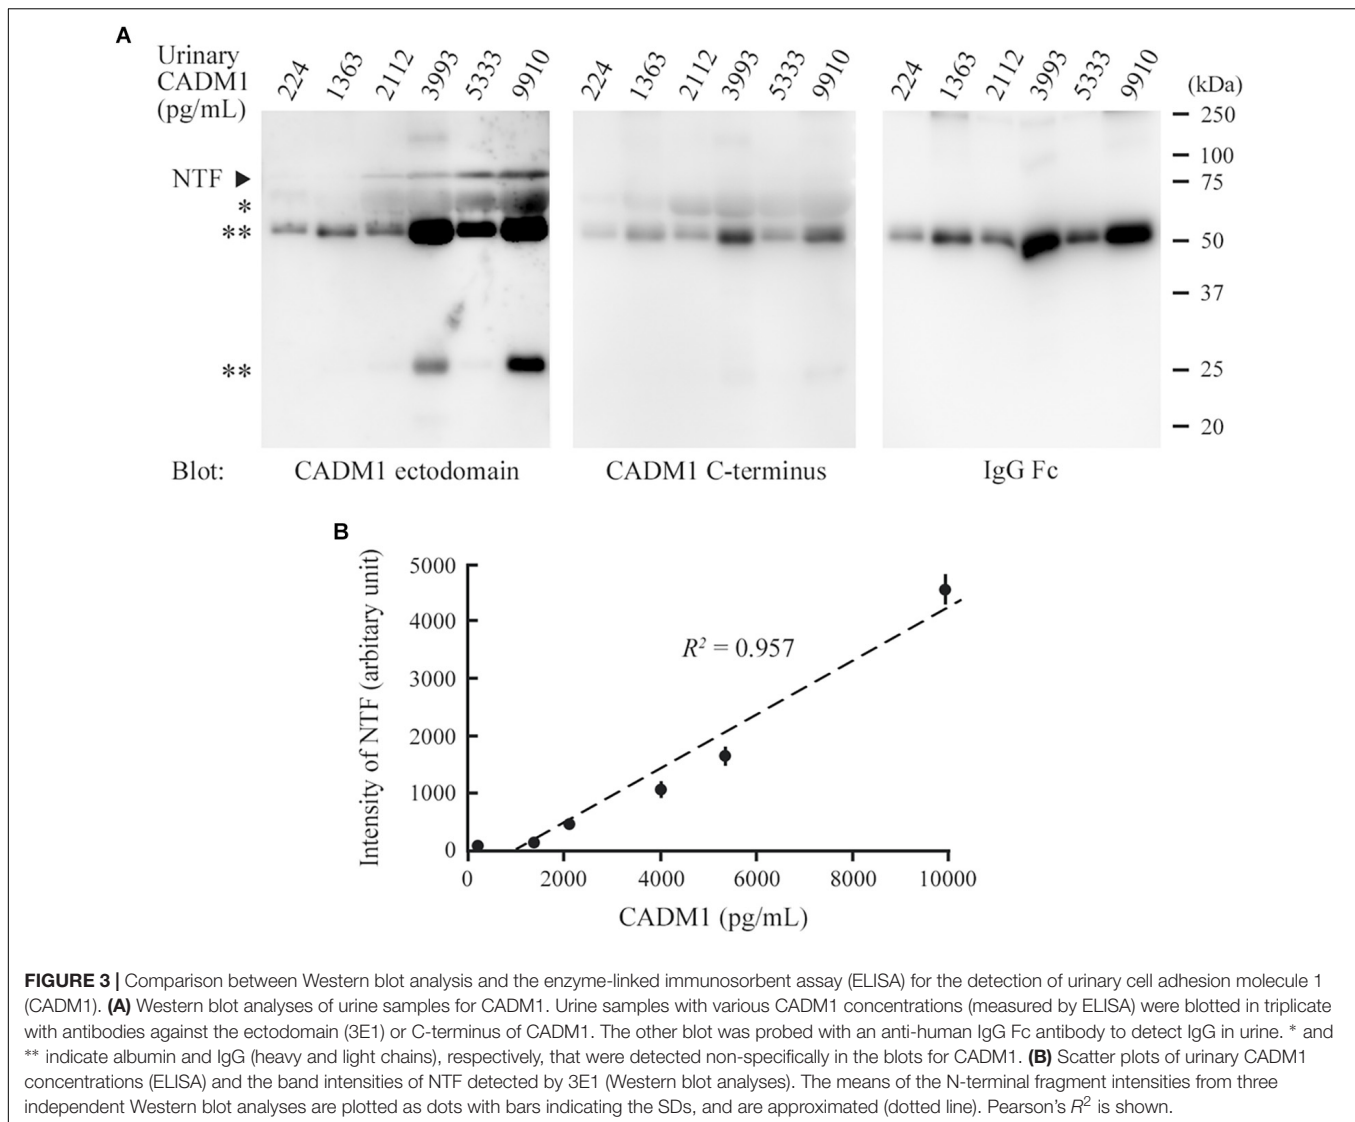 A
Urinary
CADM1
(pg/mL)
224 1363 2112 3993 5333 9910
224 1363 2112 3993 5333 9910
224 1363 2112 3993 5333 9910
(kDa)
250
100
75
50
37
25
20
NTF ►
*
**
**
Blot: CADM1 ectodomain CADM1 C-terminus IgG Fc
B
Intensity of NTF (arbitary unit)
5000
4000
3000
2000
1000
0
R² = 0.957
0 2000 4000 6000 8000 10000
CADM1 (pg/mL)
FIGURE 3 | Comparison between Western blot analysis and the enzyme-linked immunosorbent assay (ELISA) for the detection of urinary cell adhesion molecule 1
(CADM1). (A) Western blot analyses of urine samples for CADM1. Urine samples with various CADM1 concentrations (measured by ELISA) were blotted in triplicate
with antibodies against the ectodomain (3E1) or C-terminus of CADM1. The other blot was probed with an anti-human IgG Fc antibody to detect IgG in urine. * and
** indicate albumin and IgG (heavy and light chains), respectively, that were detected non-specifically in the blots for CADM1. (B) Scatter plots of urinary CADM1
concentrations (ELISA) and the band intensities of NTF detected by 3E1 (Western blot analyses). The means of the N-terminal fragment intensities from three
independent Western blot analyses are plotted as dots with bars indicating the SDs, and are approximated (dotted line). Pearson's R² is shown.